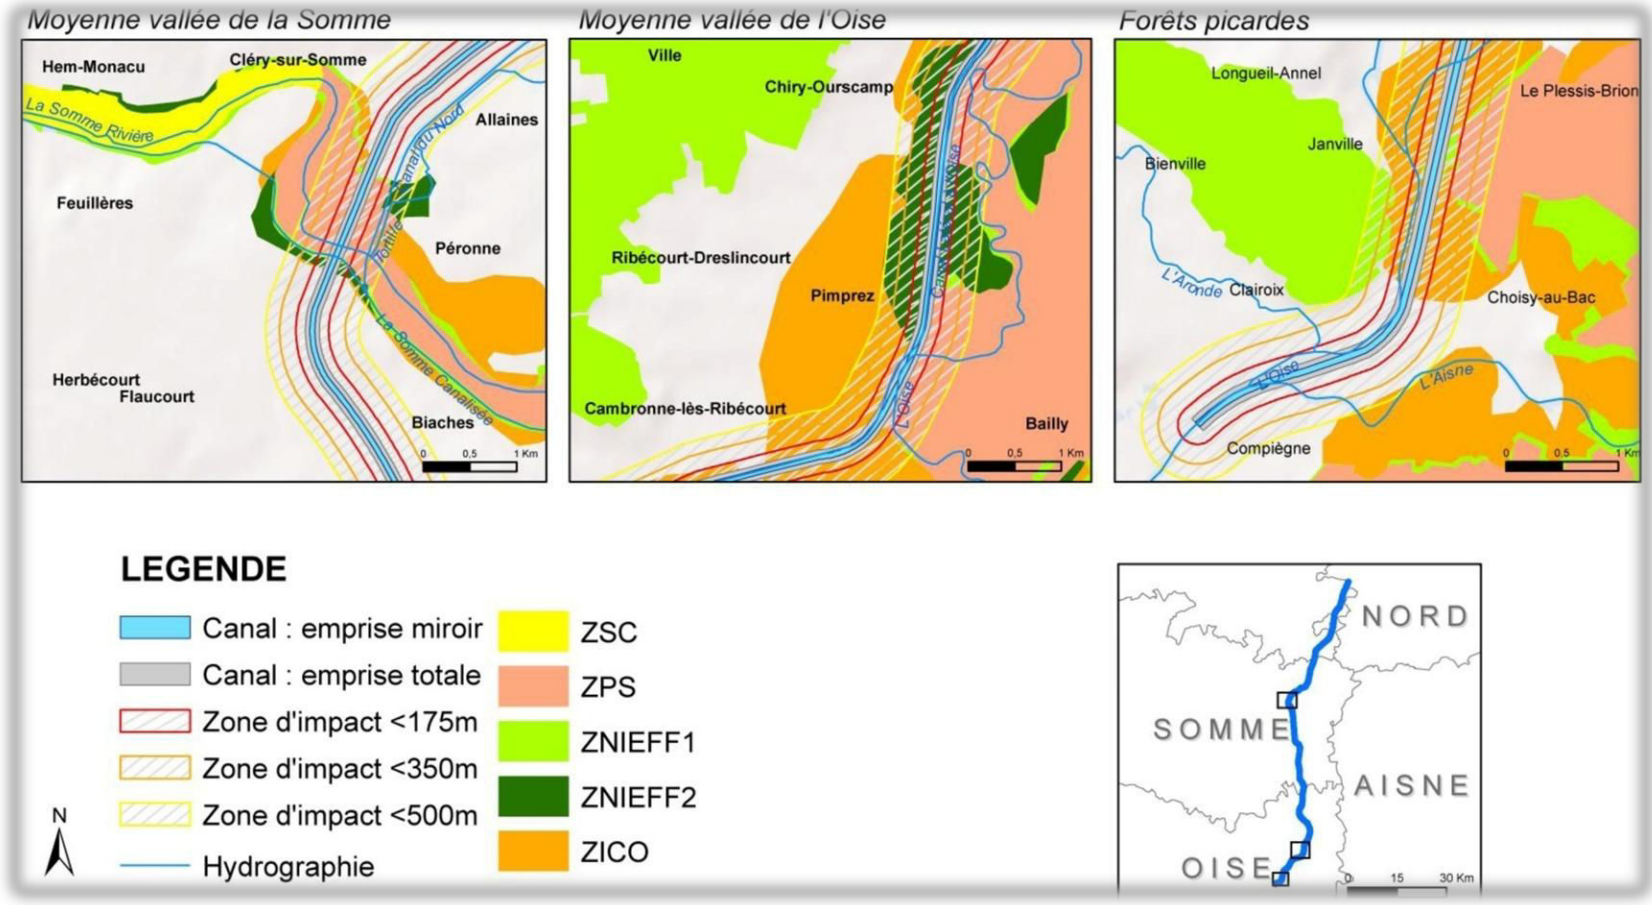 Moyenne vallée de la Somme
Moyenne vallée de l'Oise
Forêts picardes
Hem-Monacu
Cléry-sur-Somme
La Somme Rivière
Allaines
Canal du Nord
Feuillères
Tortille
Péronne
La Somme Canalisée
Herbécourt
Flaucourt
Biaches
0 0,5 1 Km
Ville
Chiry-Ourscamp
Ribécourt-Dreslincourt
Pimprez
L'Oise
Cambronne-lès-Ribécourt
Bailly
0 0,5 1 Km
Longueil-Annel
Le Plessis-Brion
Janville
Bienville
L'Aronde
Clairoix
Choisy-au-Bac
L'Oise
L'Aisne
Compiègne
0 0.5 1 Km
LEGENDE
Canal : emprise miroir
Canal : emprise totale
Zone d'impact <175m
Zone d'impact <350m
Zone d'impact <500m
Hydrographie
N
ZSC
ZPS
ZNIEFF1
ZNIEFF2
ZICO
NORD
SOMME
AISNE
OISE
0 15 30 Km